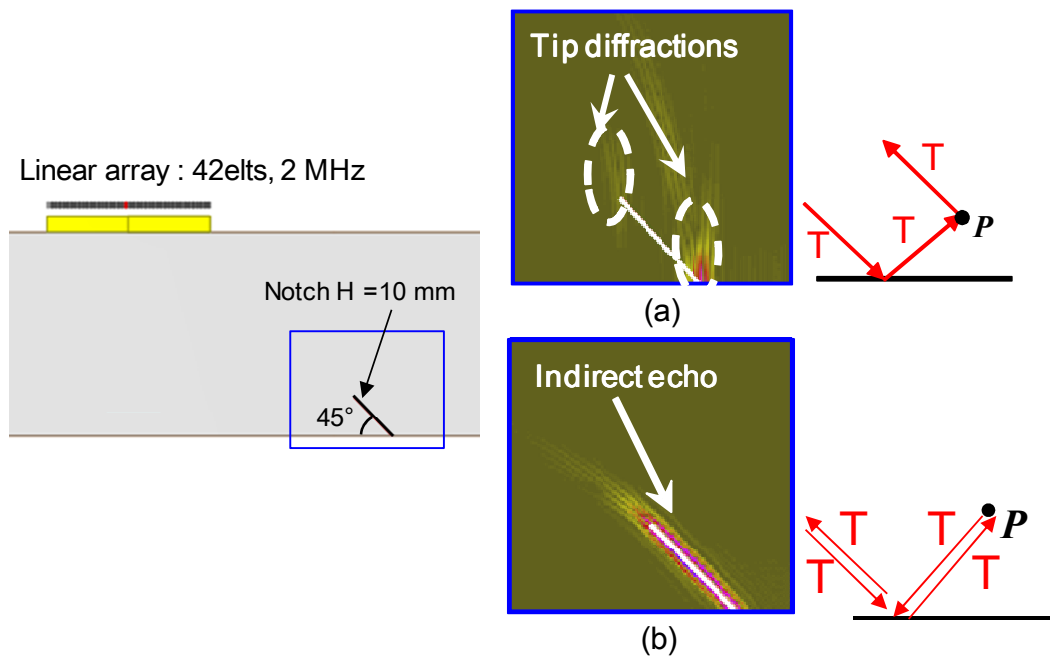 Linear array : 42elts, 2 MHz
Notch H =10 mm
45°
Tip diffractions
T
T
T
P
(a)
Indirect echo
T
T
T
T
P
(b)